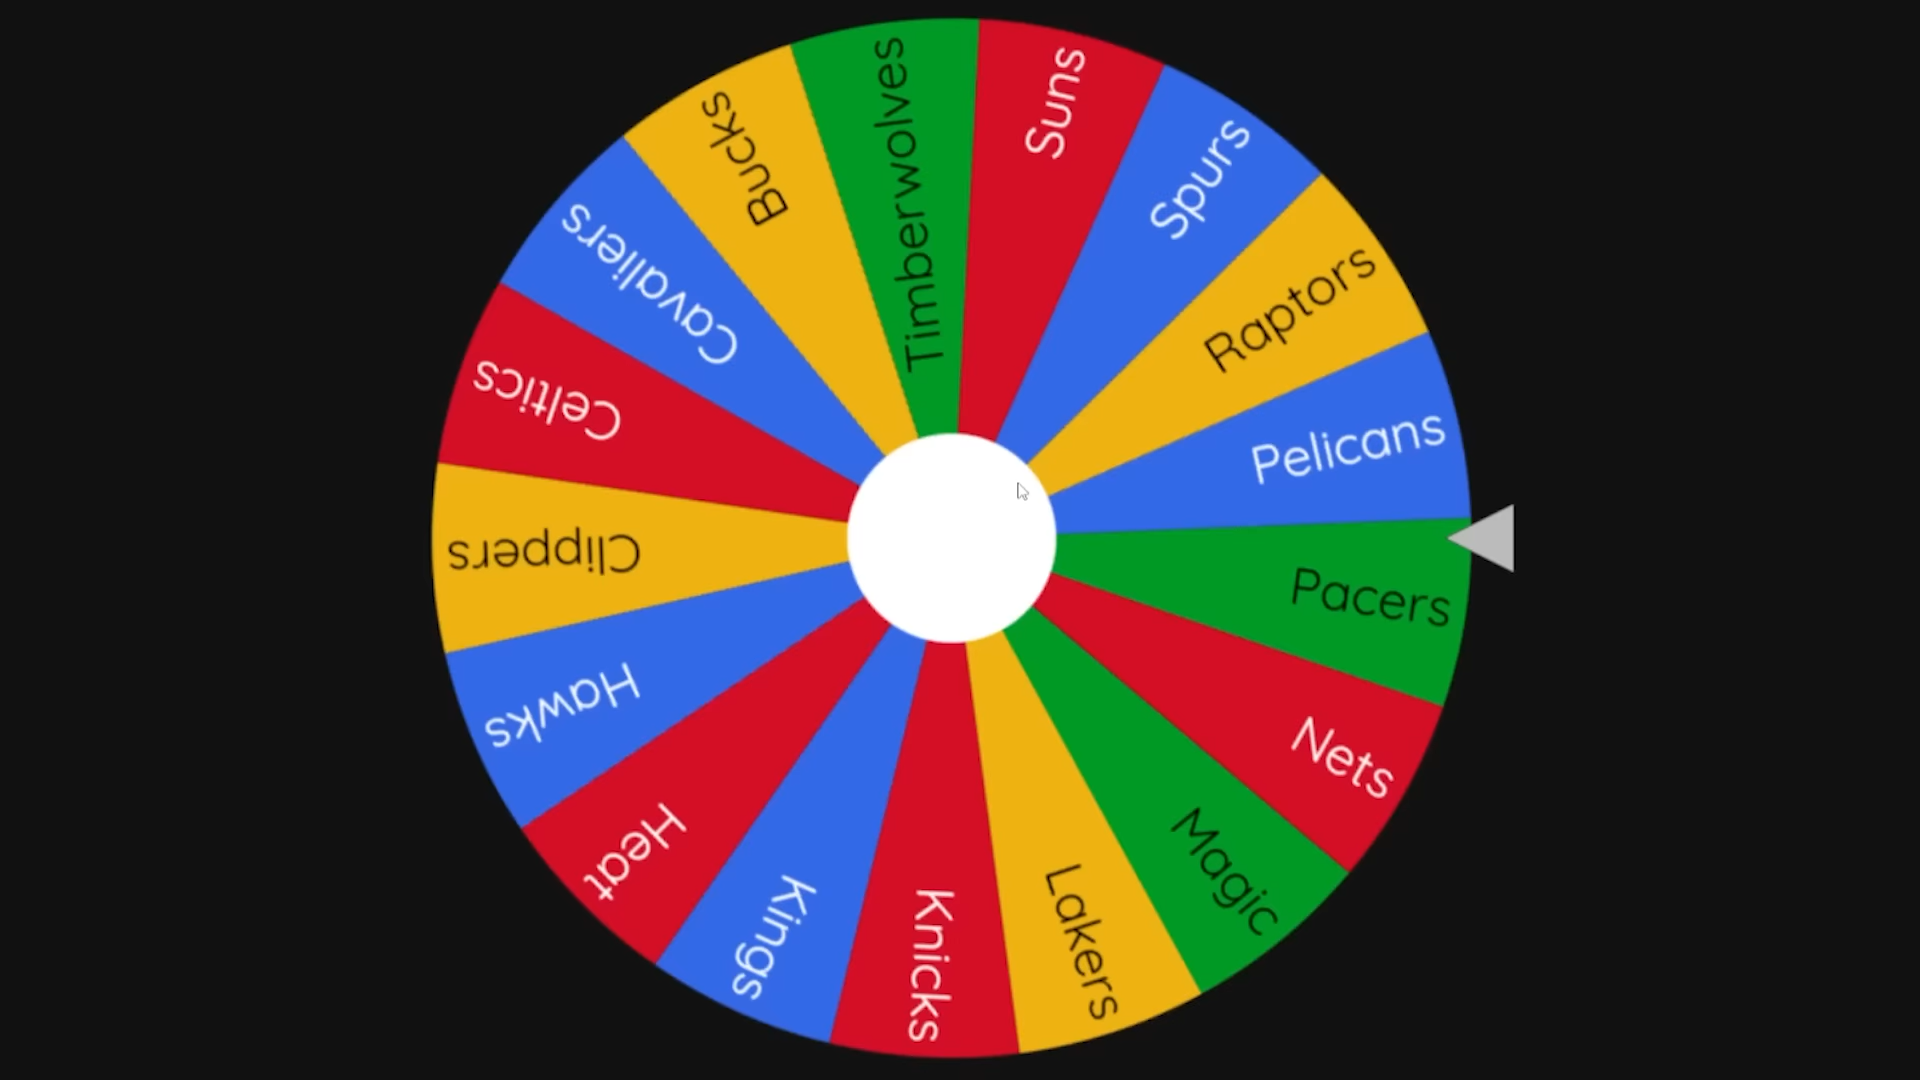 Timberwolves
Suns
Spurs
Raptors
Pelicans
Pacers
Nets
Magic
Lakers
Knicks
Kings
Heat
Hawks
Clippers
Celtics
Cavaliers
Bucks